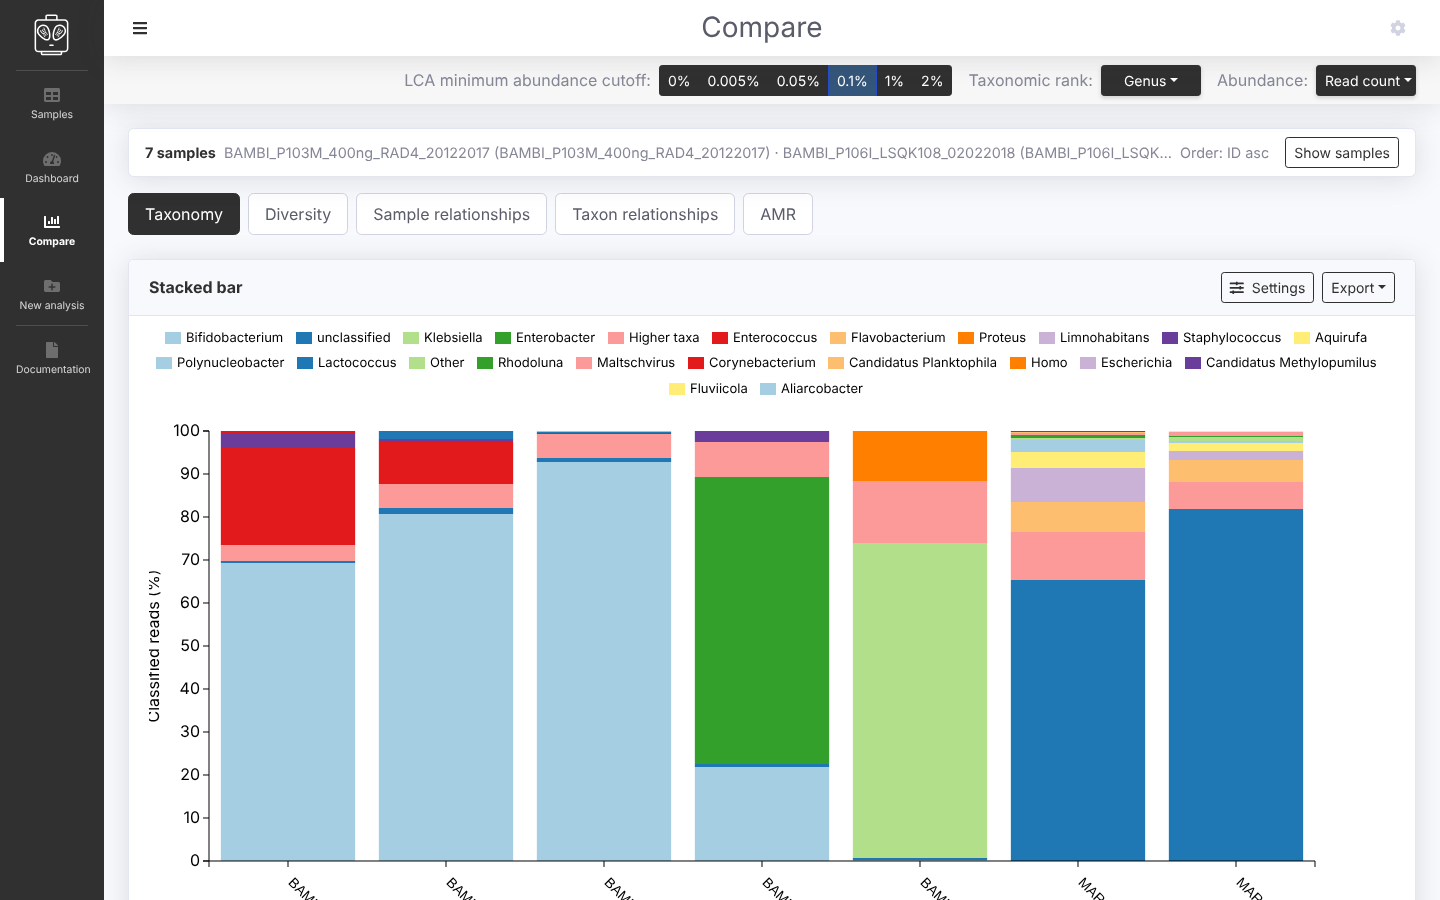 Compare
LCA minimum abundance cutoff: 0% 0.005% 0.05% 0.1% 1% 2% Taxonomic rank: Genus Abundance: Read count
Samples
Dashboard
Compare
New analysis
Documentation
7 samples BAMBI_P103M_400ng_RAD4_20122017 (BAMBI_P103M_400ng_RAD4_20122017) · BAMBI_P106I_LSQK108_02022018 (BAMBI_P106I_LSQK... Order: ID asc Show samples
Taxonomy Diversity Sample relationships Taxon relationships AMR
Stacked bar Settings Export
Bifidobacterium unclassified Klebsiella Enterobacter Higher taxa Enterococcus Flavobacterium Proteus Limnohabitans Staphylococcus Aquirufa
Polynucleobacter Lactococcus Other Rhodoluna Maltschvirus Corynebacterium Candidatus Planktophila Homo Escherichia Candidatus Methylopumilus
Fluviicola Aliarcobacter
Classified reads (%)
100
90
80
70
60
50
40
30
20
10
0